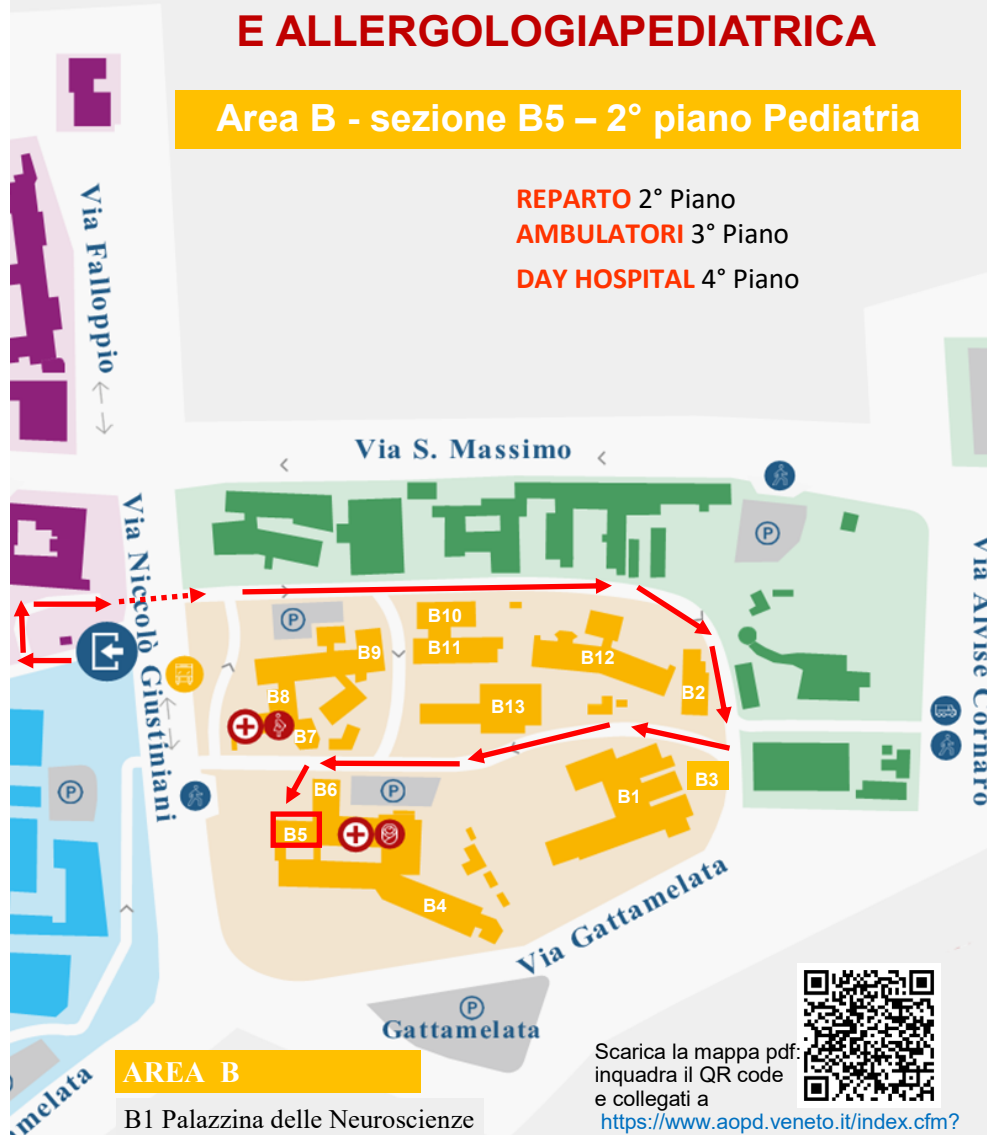 E ALLERGOLOGIAPEDIATRICA
Area B - sezione B5 – 2° piano Pediatria
REPARTO 2° Piano
AMBULATORI 3° Piano
DAY HOSPITAL 4° Piano
Via Falloppio
Via S. Massimo
Via Niccolò Giustiniani
Via Alvise Cornaro
P
P
B10
B11
B9
B12
B8
B2
B13
B7
P
B6
P
B3
B1
B5
B4
Via Gattamelata
P
Gattamelata
melata
AREA B
B1 Palazzina delle Neuroscienze
Scarica la mappa pdf:
inquadra il QR code
e collegati a
https://www.aopd.veneto.it/index.cfm?